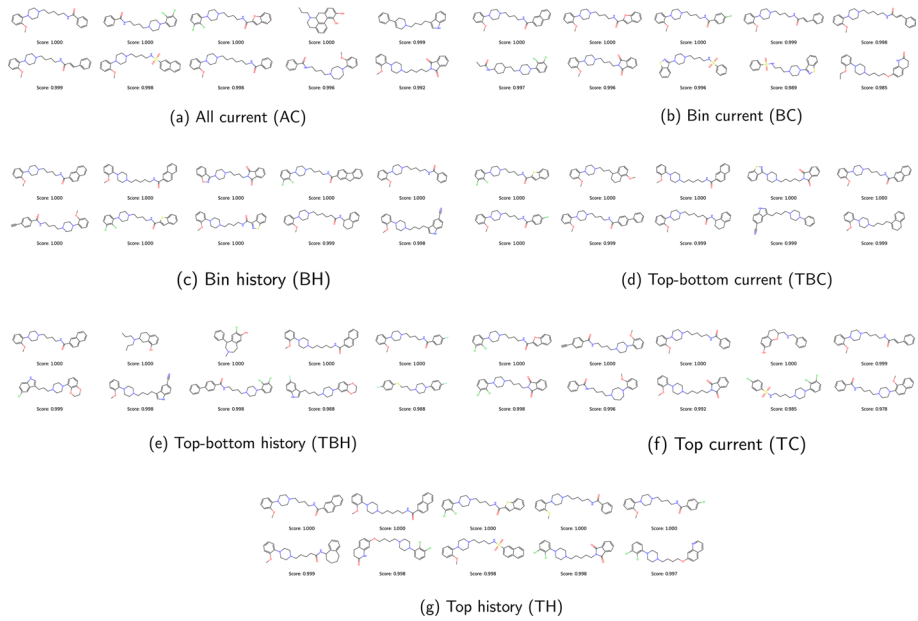 Score: 1.000 Score: 1.000 Score: 1.000 Score: 1.000 Score: 0.999
Score: 0.999 Score: 0.998 Score: 0.998 Score: 0.996 Score: 0.992
(a) All current (AC)
Score: 1.000 Score: 1.000 Score: 1.000 Score: 0.999 Score: 0.998
Score: 0.997 Score: 0.996 Score: 0.996 Score: 0.989 Score: 0.985
(b) Bin current (BC)
Score: 1.000 Score: 1.000 Score: 1.000 Score: 1.000 Score: 1.000
Score: 1.000 Score: 1.000 Score: 1.000 Score: 0.999 Score: 0.998
(c) Bin history (BH)
Score: 1.000 Score: 1.000 Score: 1.000 Score: 1.000 Score: 1.000
Score: 1.000 Score: 0.999 Score: 0.999 Score: 0.999 Score: 0.999
(d) Top-bottom current (TBC)
Score: 1.000 Score: 1.000 Score: 1.000 Score: 1.000 Score: 1.000
Score: 0.999 Score: 0.998 Score: 0.998 Score: 0.988 Score: 0.988
(e) Top-bottom history (TBH)
Score: 1.000 Score: 1.000 Score: 1.000 Score: 1.000 Score: 0.999
Score: 0.998 Score: 0.996 Score: 0.992 Score: 0.985 Score: 0.978
(f) Top current (TC)
Score: 1.000 Score: 1.000 Score: 1.000 Score: 1.000 Score: 1.000
Score: 0.999 Score: 0.998 Score: 0.998 Score: 0.998 Score: 0.997
(g) Top history (TH)